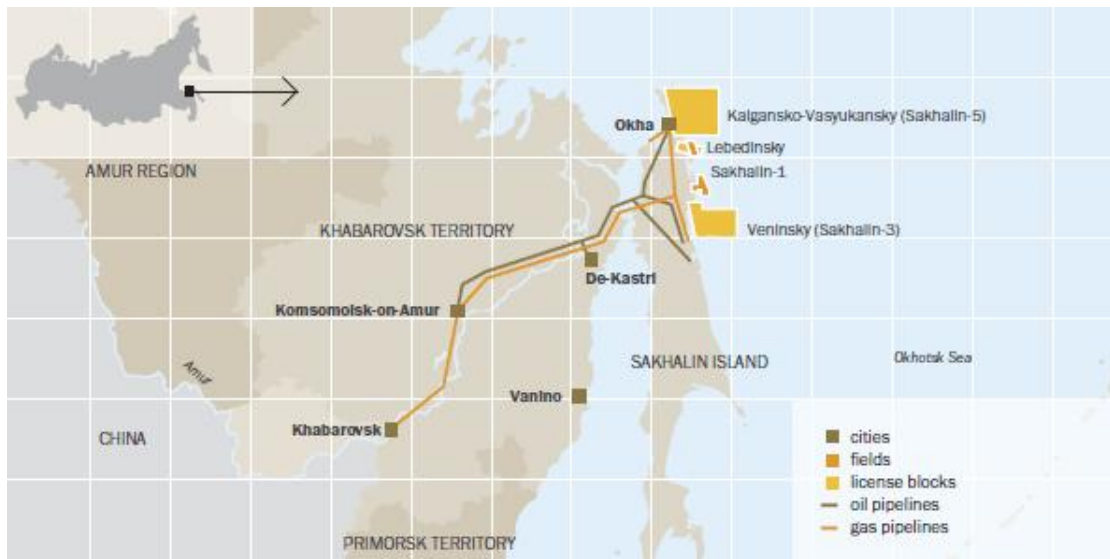 Okha
Kaigansko-Vasyukansky (Sakhalin-5)
Lebedinsky
AMUR REGION
Sakhalin-1
KHABAROVSK TERRITORY
Veninsky (Sakhalin-3)
De-Kastri
Komsomolsk-on-Amur
SAKHALIN ISLAND
Okhotsk Sea
Amur
Vanino
Khabarovsk
CHINA
cities
fields
license blocks
oil pipelines
gas pipelines
PRIMORSK TERRITORY